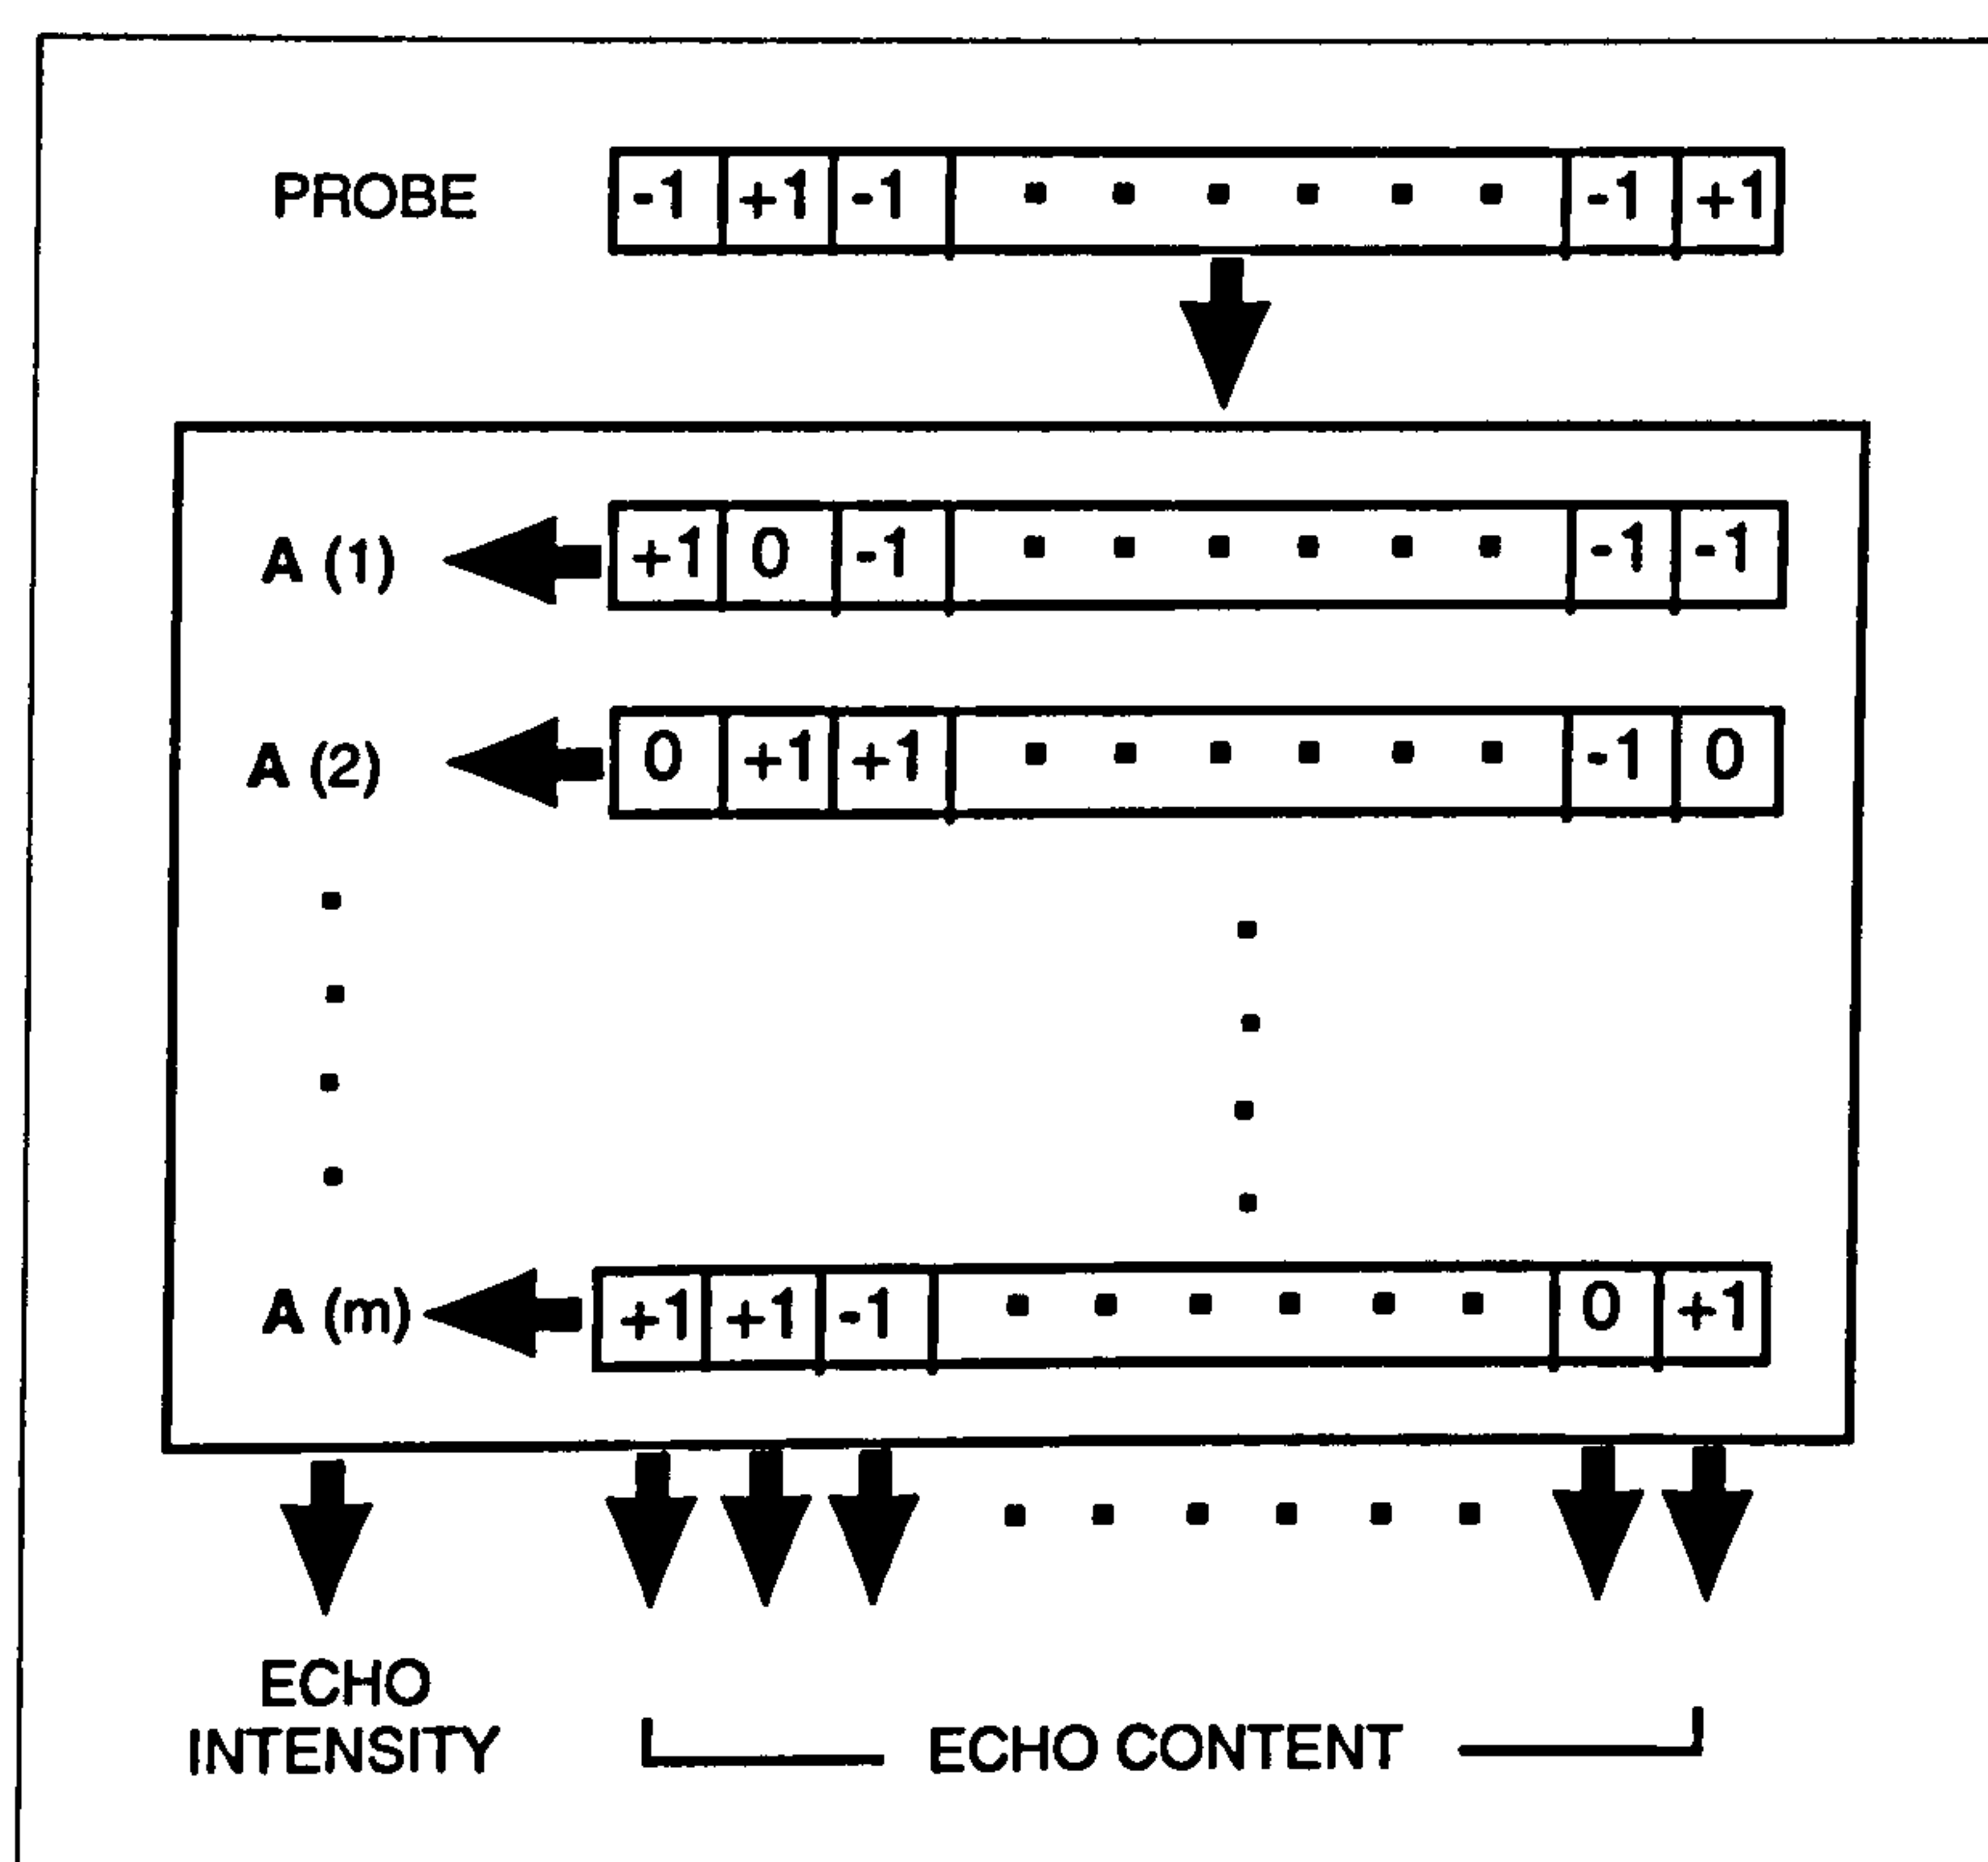 PROBE -1 +1 -1 . . . . . . -1 +1
A (1) +1 0 -1 . . . . . . -1 -1
A (2) 0 +1 +1 . . . . . . -1 0
A (m) +1 +1 -1 . . . . . . 0 +1
ECHO
INTENSITY
ECHO CONTENT